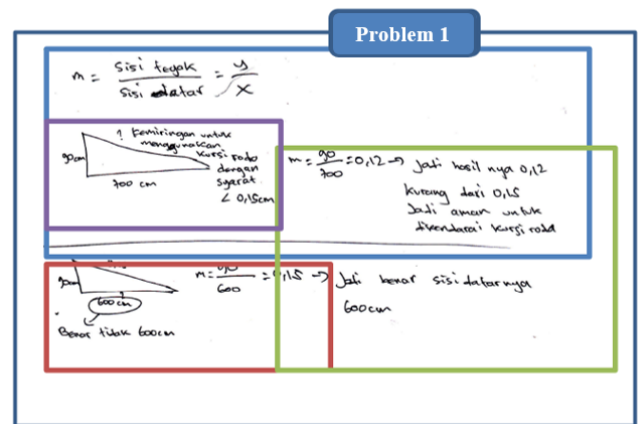 Problem 1
m = sisi tegak / sisi datar = y / x
? kemiringan untuk
menggunakan
kursi roda
dengan
syarat
< 0,15cm
90cm
700 cm
m = 90 / 700 = 0,12 → jadi hasil nya 0,12
kurang dari 0,15
Jadi aman untuk
dikendarai kursi roda
90cm
600 cm
Benar tidak 600cm
m = 90 / 600 = 0,15 → Jadi benar sisi datarnya
600cm